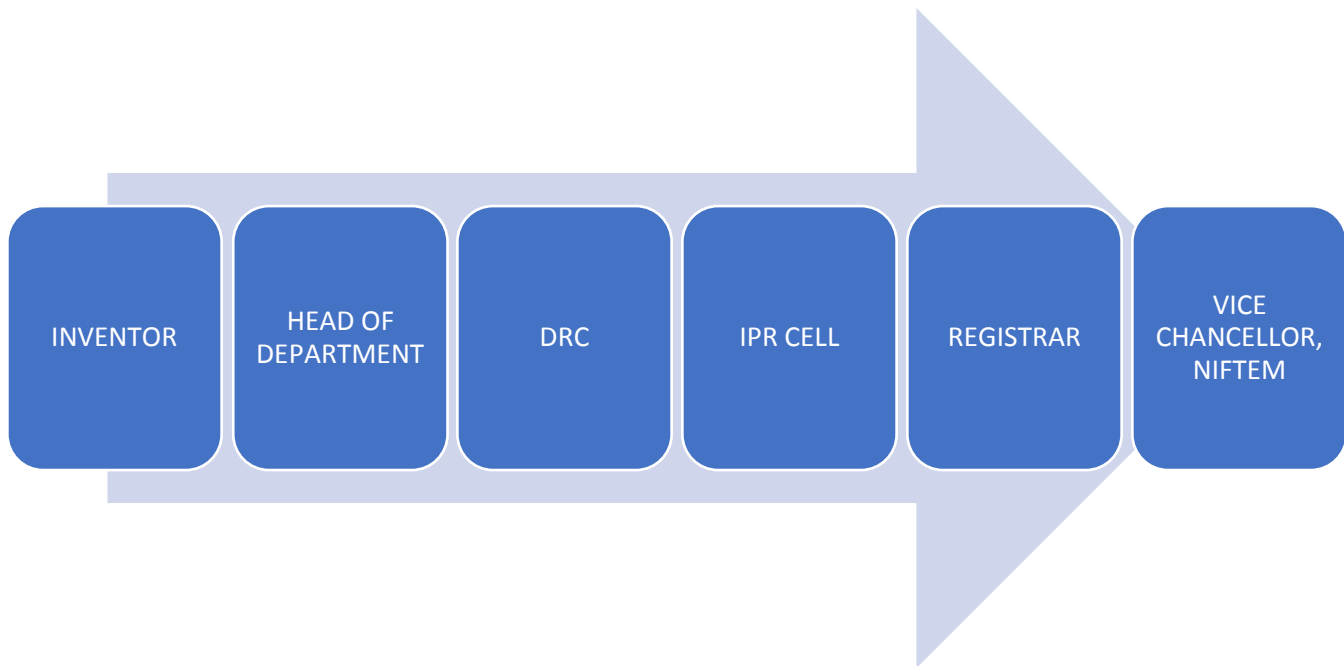 INVENTOR
HEAD OF
DEPARTMENT
DRC
IPR CELL
REGISTRAR
VICE
CHANCELLOR,
NIFTEM